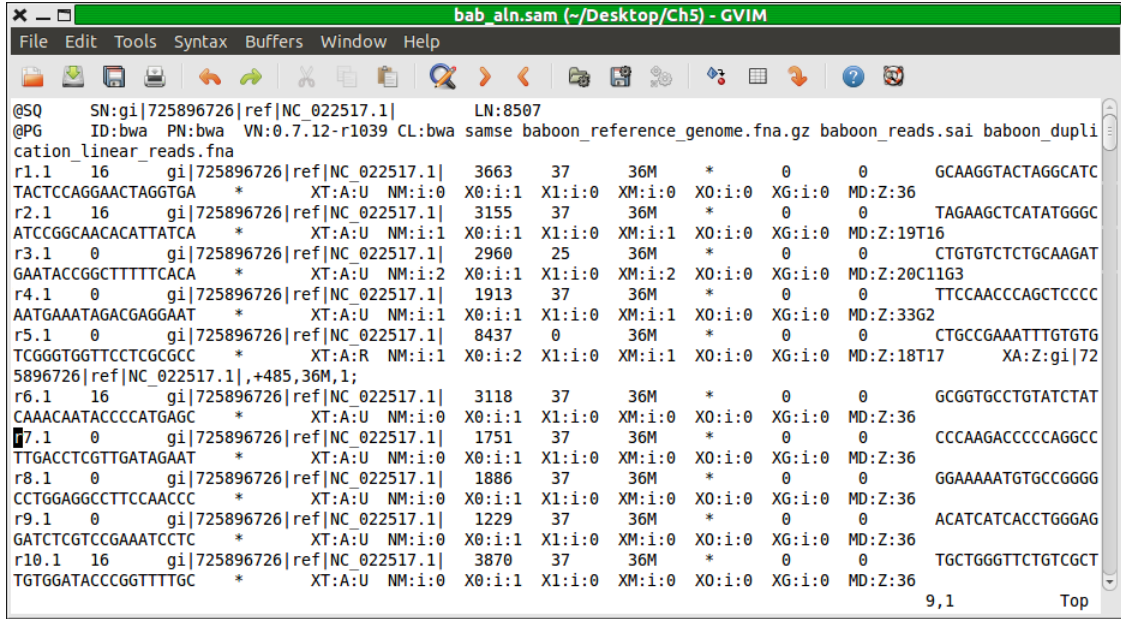 bab_aln.sam (~/Desktop/Ch5) - GVIM
File Edit Tools Syntax Buffers Window Help
@SQ SN:gi|725896726|ref|NC_022517.1| LN:8507
@PG ID:bwa PN:bwa VN:0.7.12-r1039 CL:bwa samse baboon_reference_genome.fna.gz baboon_reads.sai baboon_dupli
cation_linear_reads.fna
r1.1 16 gi|725896726|ref|NC_022517.1| 3663 37 36M * 0 0 GCAAGGTACTAGGCATC
TACTCCAGGAACTAGGTGA * XT:A:U NM:i:0 X0:i:1 X1:i:0 XM:i:0 XO:i:0 XG:i:0 MD:Z:36
r2.1 16 gi|725896726|ref|NC_022517.1| 3155 37 36M * 0 0 TAGAAGCTCATATGGGC
ATCCGGCAACACATTATCA * XT:A:U NM:i:1 X0:i:1 X1:i:0 XM:i:1 XO:i:0 XG:i:0 MD:Z:19T16
r3.1 0 gi|725896726|ref|NC_022517.1| 2960 25 36M * 0 0 CTGTGTCTCTGCAAGAT
GAATACCGGCTTTTTCACA * XT:A:U NM:i:2 X0:i:1 X1:i:0 XM:i:2 XO:i:0 XG:i:0 MD:Z:20C11G3
r4.1 0 gi|725896726|ref|NC_022517.1| 1913 37 36M * 0 0 TTCCAACCCAGCTCCCC
AATGAAATAGACGAGGAAT * XT:A:U NM:i:1 X0:i:1 X1:i:0 XM:i:1 XO:i:0 XG:i:0 MD:Z:33G2
r5.1 0 gi|725896726|ref|NC_022517.1| 8437 0 36M * 0 0 CTGCCGAAATTTGTGTG
TCGGGTGGTTCCTCGCGCC * XT:A:R NM:i:1 X0:i:2 X1:i:0 XM:i:1 XO:i:0 XG:i:0 MD:Z:18T17 XA:Z:gi|72
5896726|ref|NC_022517.1|,+485,36M,1;
r6.1 16 gi|725896726|ref|NC_022517.1| 3118 37 36M * 0 0 GCGGTGCCTGTATCTAT
CAAACAATACCCCATGAGC * XT:A:U NM:i:0 X0:i:1 X1:i:0 XM:i:0 XO:i:0 XG:i:0 MD:Z:36
r7.1 0 gi|725896726|ref|NC_022517.1| 1751 37 36M * 0 0 CCCAAGACCCCCAGGCC
TTGACCTCGTTGATAGAAT * XT:A:U NM:i:0 X0:i:1 X1:i:0 XM:i:0 XO:i:0 XG:i:0 MD:Z:36
r8.1 0 gi|725896726|ref|NC_022517.1| 1886 37 36M * 0 0 GGAAAAATGTGCCGGGG
CCTGGAGGCCTTCCAACCC * XT:A:U NM:i:0 X0:i:1 X1:i:0 XM:i:0 XO:i:0 XG:i:0 MD:Z:36
r9.1 0 gi|725896726|ref|NC_022517.1| 1229 37 36M * 0 0 ACATCATCACCTGGGAG
GATCTCGTCCGAAATCCTC * XT:A:U NM:i:0 X0:i:1 X1:i:0 XM:i:0 XO:i:0 XG:i:0 MD:Z:36
r10.1 16 gi|725896726|ref|NC_022517.1| 3870 37 36M * 0 0 TGCTGGGTTCTGTCGCT
TGTGGATACCCGGTTTTGC * XT:A:U NM:i:0 X0:i:1 X1:i:0 XM:i:0 XO:i:0 XG:i:0 MD:Z:36
9,1 Top